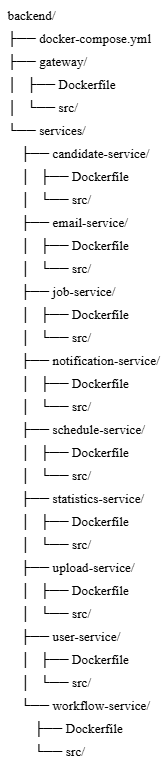 backend/
├── docker-compose.yml
├── gateway/
│   ├── Dockerfile
│   └── src/
└── services/
    ├── candidate-service/
    │   ├── Dockerfile
    │   └── src/
    ├── email-service/
    │   ├── Dockerfile
    │   └── src/
    ├── job-service/
    │   ├── Dockerfile
    │   └── src/
    ├── notification-service/
    │   ├── Dockerfile
    │   └── src/
    ├── schedule-service/
    │   ├── Dockerfile
    │   └── src/
    ├── statistics-service/
    │   ├── Dockerfile
    │   └── src/
    ├── upload-service/
    │   ├── Dockerfile
    │   └── src/
    ├── user-service/
    │   ├── Dockerfile
    │   └── src/
    └── workflow-service/
        ├── Dockerfile
        └── src/